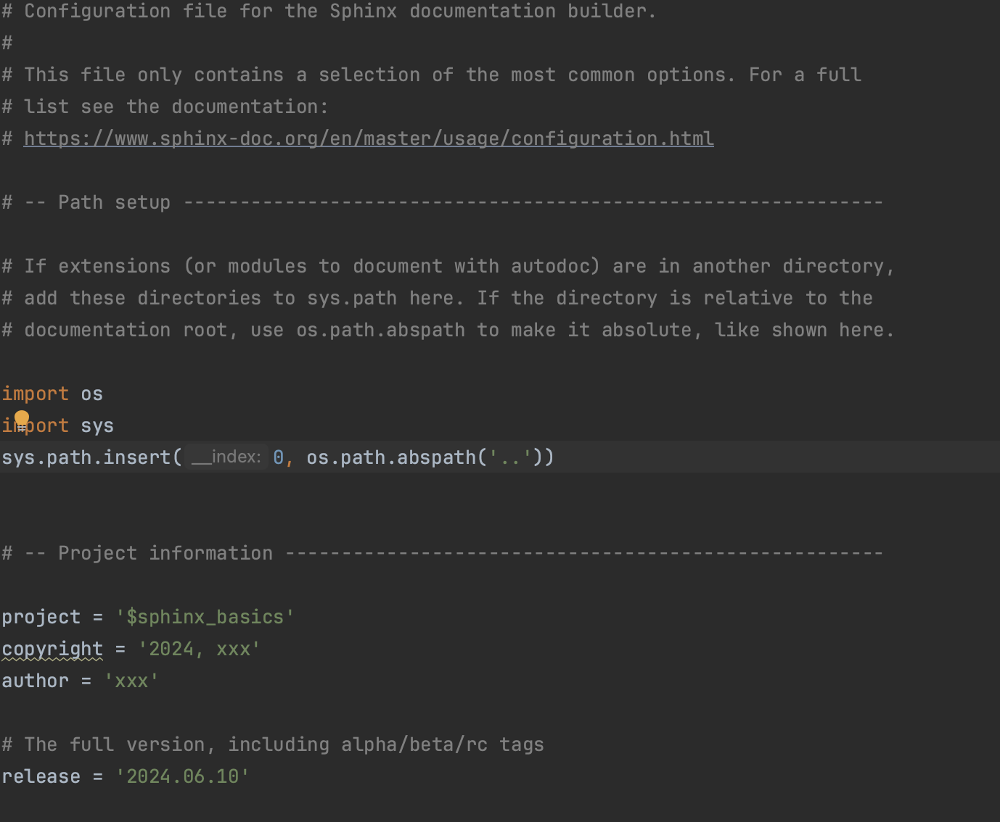 # Configuration file for the Sphinx documentation builder.
#
# This file only contains a selection of the most common options. For a full
# list see the documentation:
# https://www.sphinx-doc.org/en/master/usage/configuration.html
# -- Path setup --------------------------------------------------------------
# If extensions (or modules to document with autodoc) are in another directory,
# add these directories to sys.path here. If the directory is relative to the
# documentation root, use os.path.abspath to make it absolute, like shown here.
import os
import sys
sys.path.insert( __index: 0, os.path.abspath('..'))
# -- Project information -----------------------------------------------------
project = '$sphinx_basics'
copyright = '2024, xxx'
author = 'xxx'
# The full version, including alpha/beta/rc tags
release = '2024.06.10'